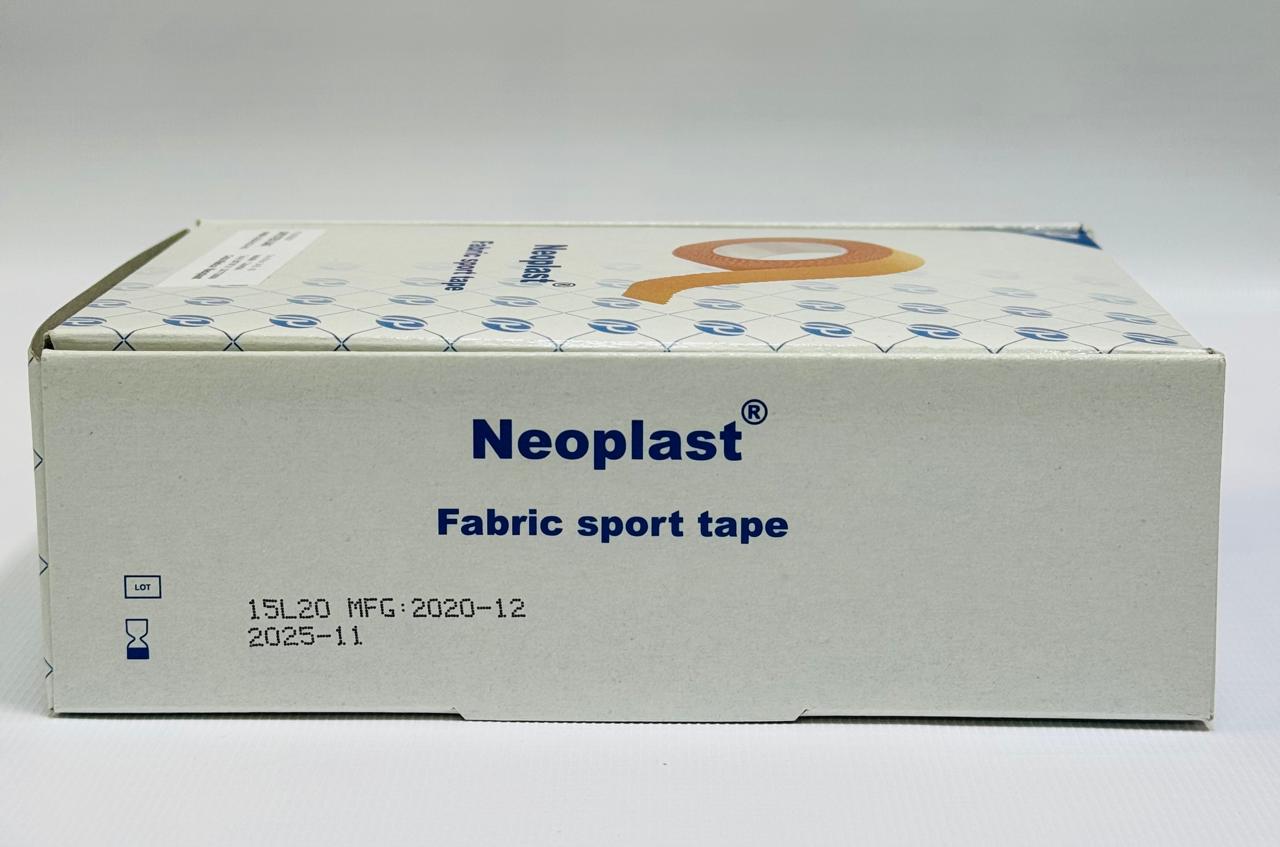 Neoplast®
Fabric sport tape
Neoplast®
Fabric sport tape
LOT
15L20 MFG:2020-12
2025-11